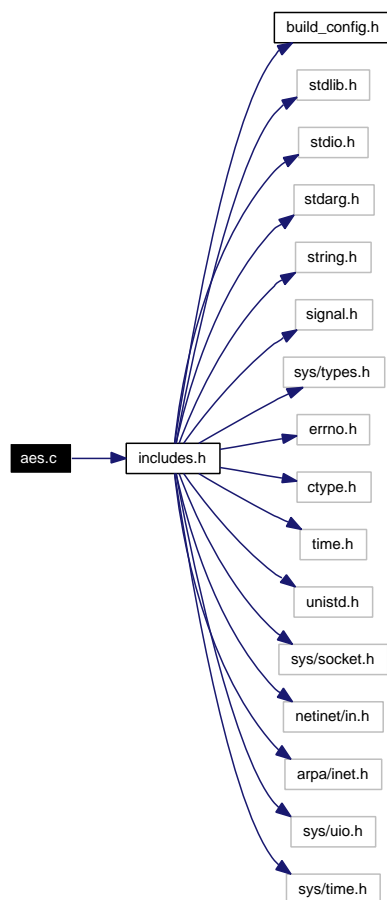 build_config.h
stdlib.h
stdio.h
stdarg.h
string.h
signal.h
sys/types.h
errno.h
aes.c
includes.h
ctype.h
time.h
unistd.h
sys/socket.h
netinet/in.h
arpa/inet.h
sys/uio.h
sys/time.h